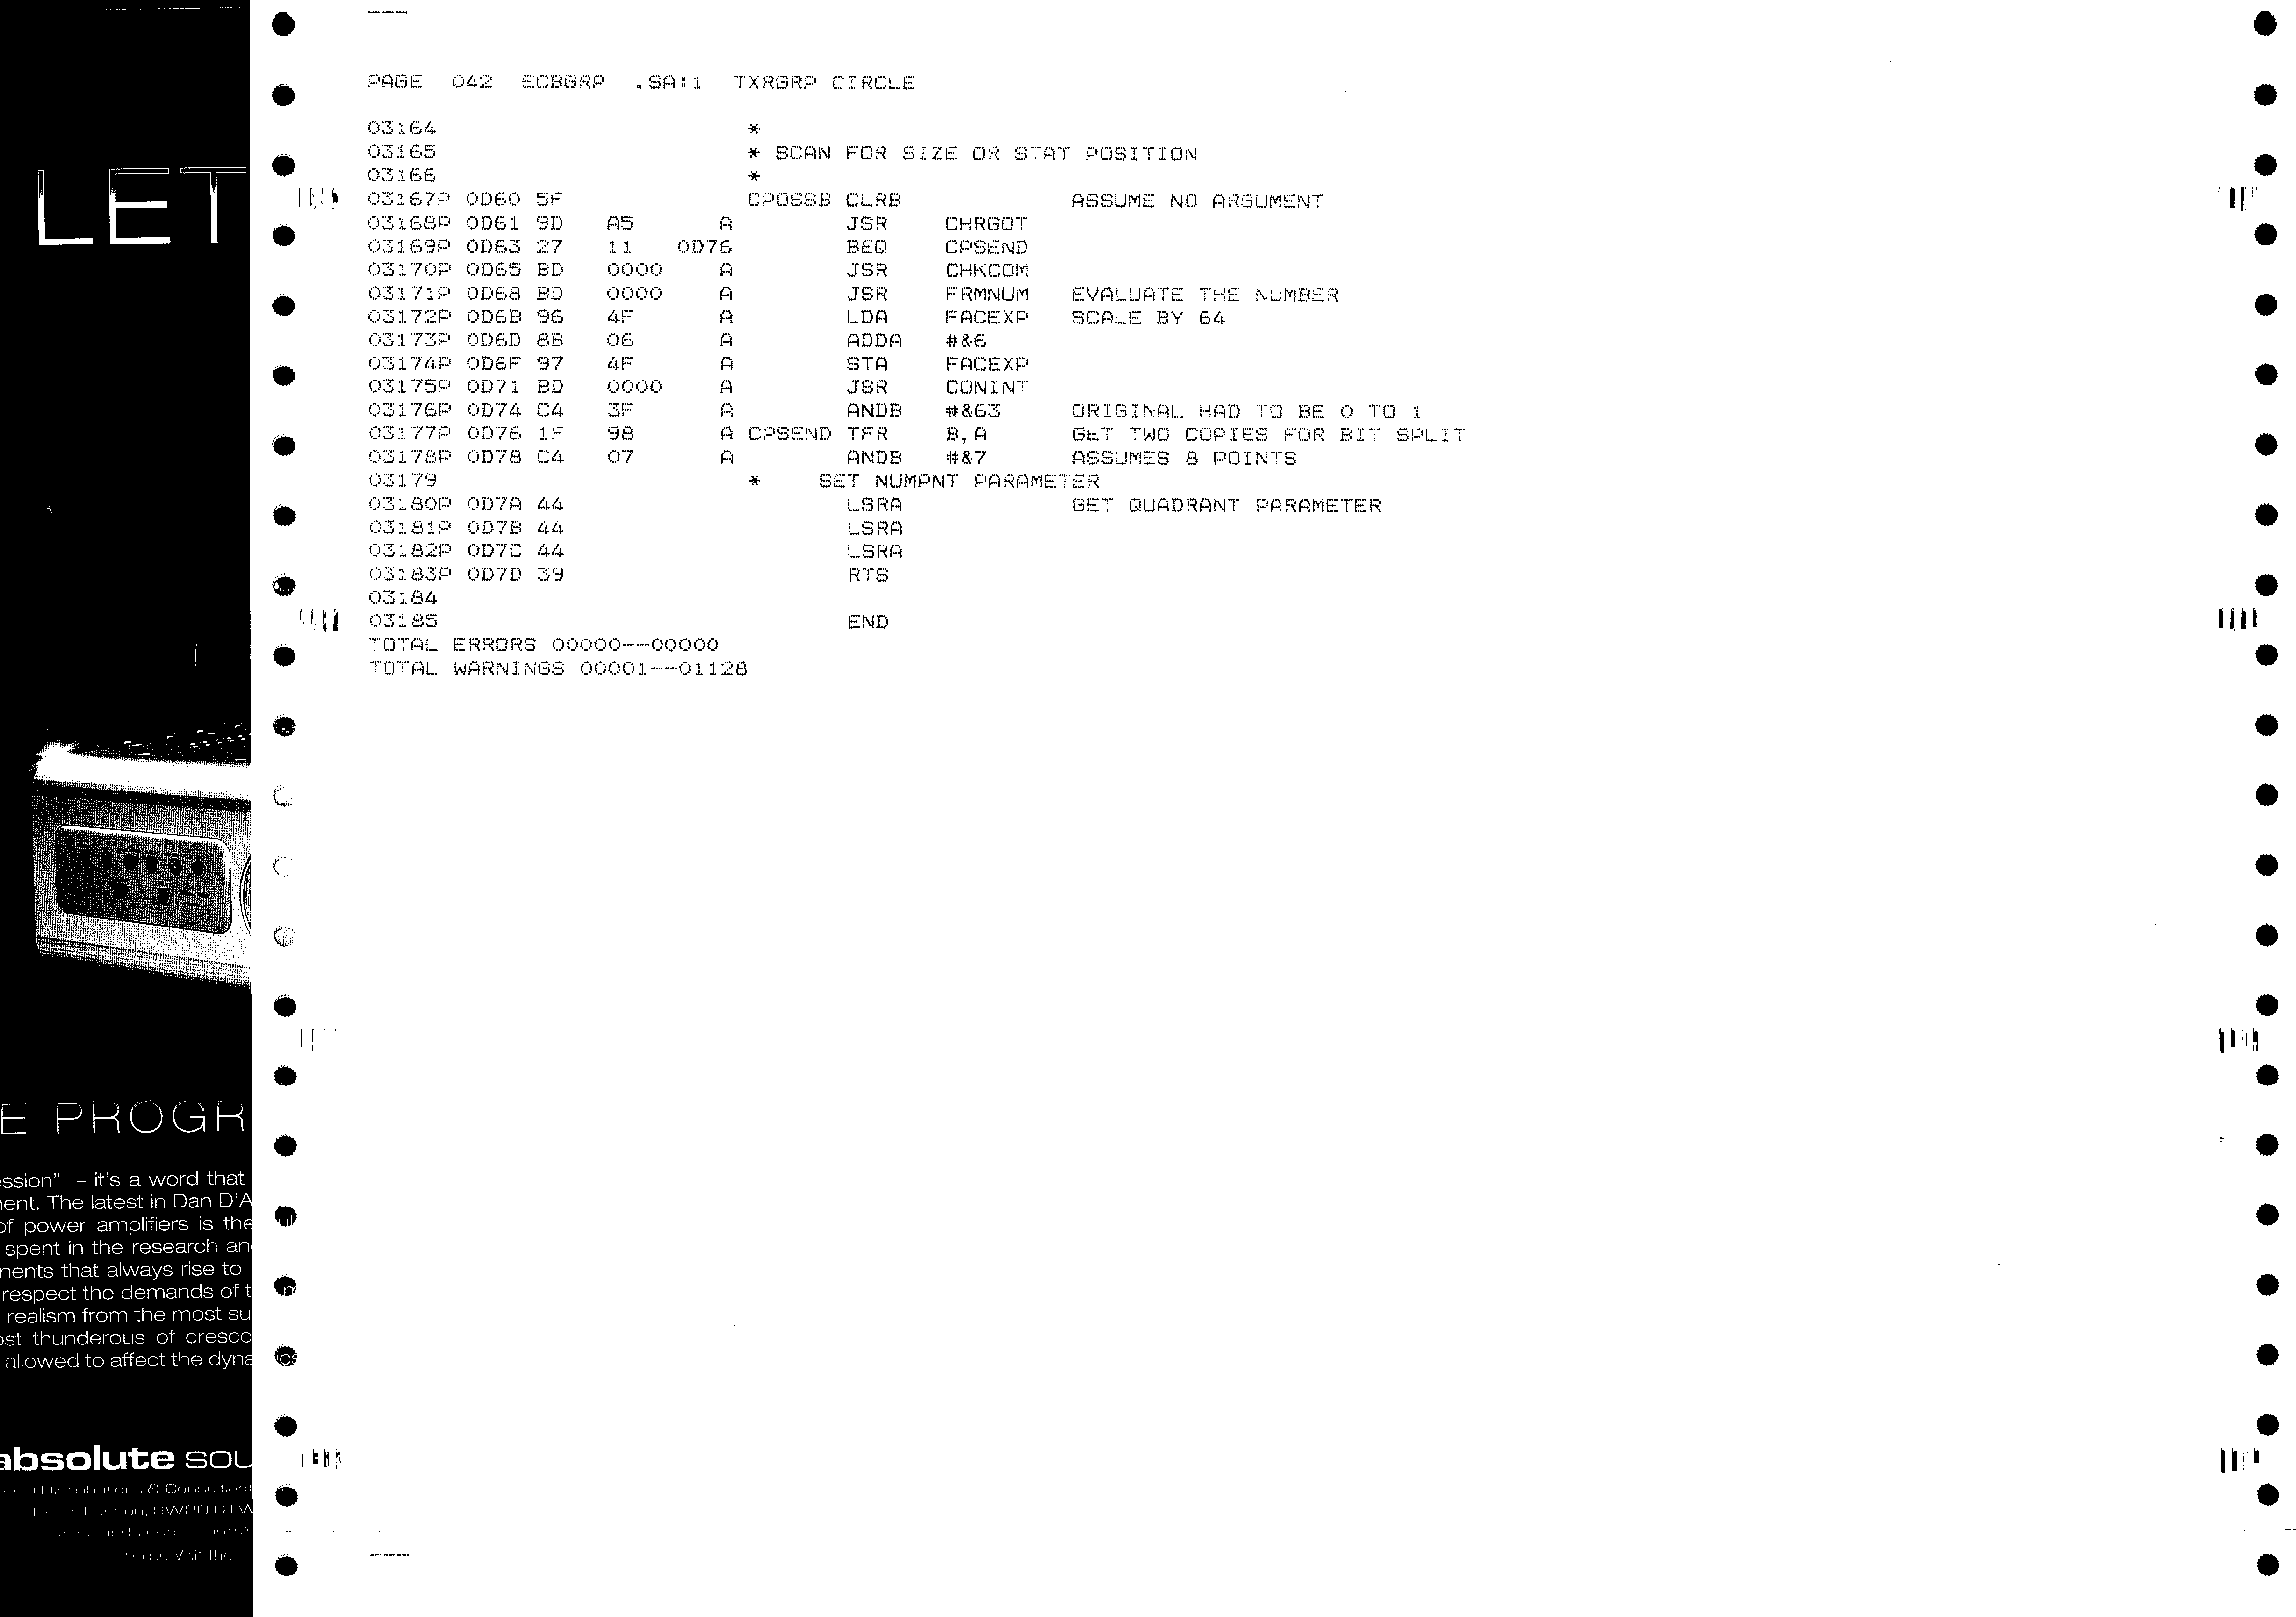 LET
E PROGR
ession" – it's a word that
nent. The latest in Dan D'A
of power amplifiers is the
spent in the research an
nents that always rise to
respect the demands of t
realism from the most su
ost thunderous of cresce
allowed to affect the dyna
absolute sou
& Consultant
London, SW20 0TW
Please Visit the
PAGE 042 ECBGRP .SA:1 TXRGRP CIRCLE
03164 *
03165 * SCAN FOR SIZE OR STAT POSITION
03166 *
03167P 0D60 5F CPOSSB CLRB ASSUME NO ARGUMENT
03168P 0D61 9D A5 A JSR CHRGOT
03169P 0D63 27 11 0D76 BEQ CPSEND
03170P 0D65 BD 0000 A JSR CHKCOM
03171P 0D68 BD 0000 A JSR FRMNUM EVALUATE THE NUMBER
03172P 0D6B 96 4F A LDA FACEXP SCALE BY 64
03173P 0D6D 8B 06 A ADDA #&6
03174P 0D6F 97 4F A STA FACEXP
03175P 0D71 BD 0000 A JSR CONINT
03176P 0D74 C4 3F A ANDB #&63 ORIGINAL HAD TO BE 0 TO 1
03177P 0D76 1F 98 A CPSEND TFR B,A GET TWO COPIES FOR BIT SPLIT
03178P 0D78 C4 07 A ANDB #&7 ASSUMES 8 POINTS
03179 * SET NUMPNT PARAMETER
03180P 0D7A 44 LSRA GET QUADRANT PARAMETER
03181P 0D7B 44 LSRA
03182P 0D7C 44 LSRA
03183P 0D7D 39 RTS
03184
03185 END
TOTAL ERRORS 00000--00000
TOTAL WARNINGS 00001--01128